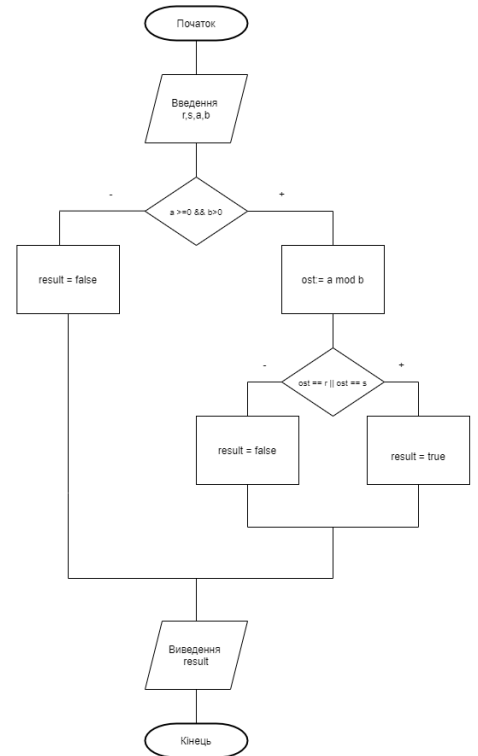 Початок
Введення
r,s,a,b
-
+
a >=0 && b>0
result = false
ost:= a mod b
-
+
ost == r || ost == s
result = false
result = true
Виведення
result
Кінець